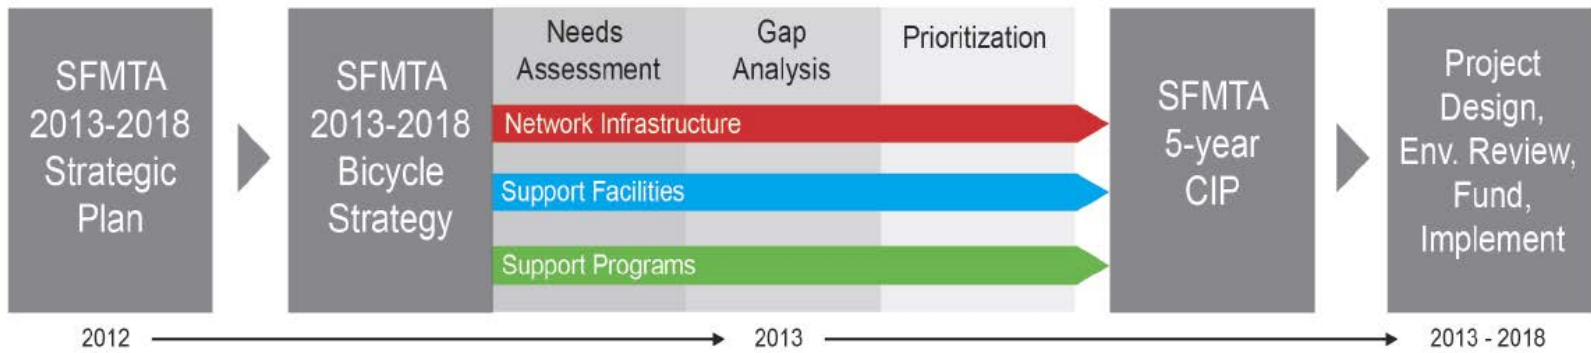 SFMTA
2013-2018
Strategic
Plan
SFMTA
2013-2018
Bicycle
Strategy
Needs
Assessment
Gap
Analysis
Prioritization
Network Infrastructure
Support Facilities
Support Programs
SFMTA
5-year
CIP
Project
Design,
Env. Review,
Fund,
Implement
2012
2013
2013 - 2018